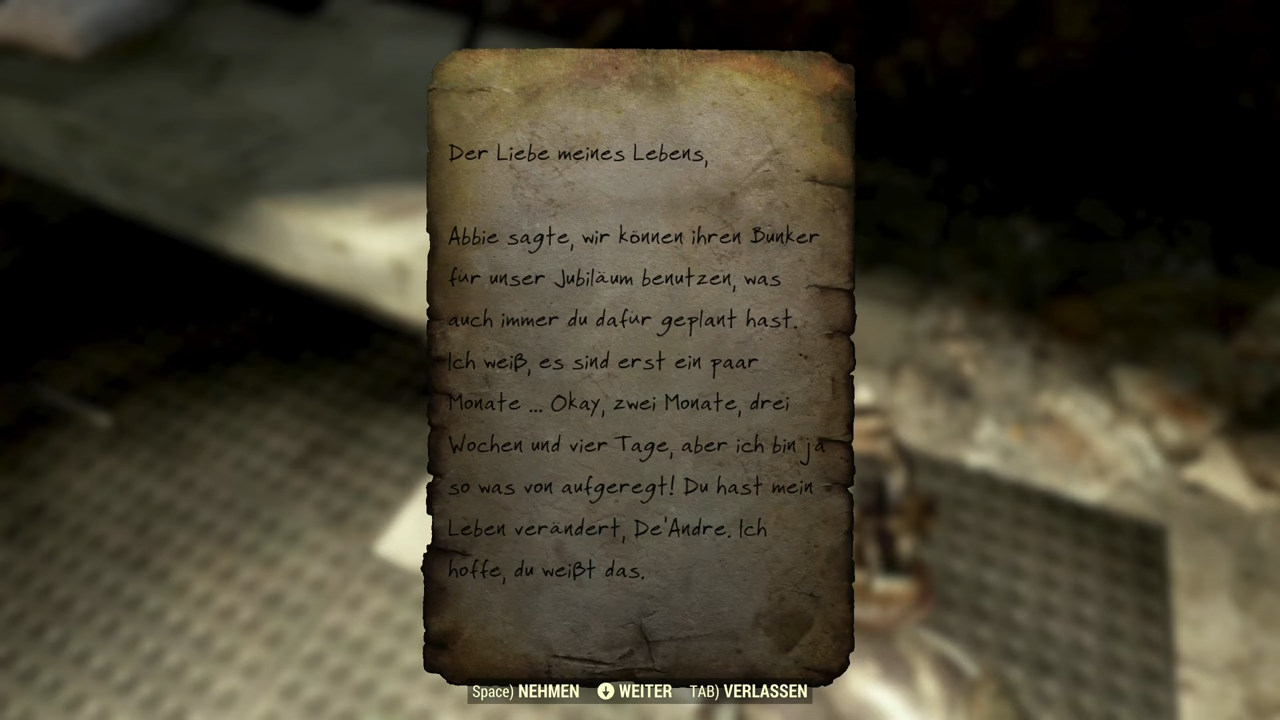 Der Liebe meines Lebens,
Abbie sagte, wir können ihren Bunker
für unser Jubiläum benutzen, was
auch immer du dafür geplant hast.
Ich weiß, es sind erst ein paar
Monate ... Okay, zwei Monate, drei
Wochen und vier Tage, aber ich bin ja
so was von aufgeregt! Du hast mein
Leben verändert, De'Andre. Ich
hoffe, du weißt das.
Space) NEHMEN WEITER TAB) VERLASSEN